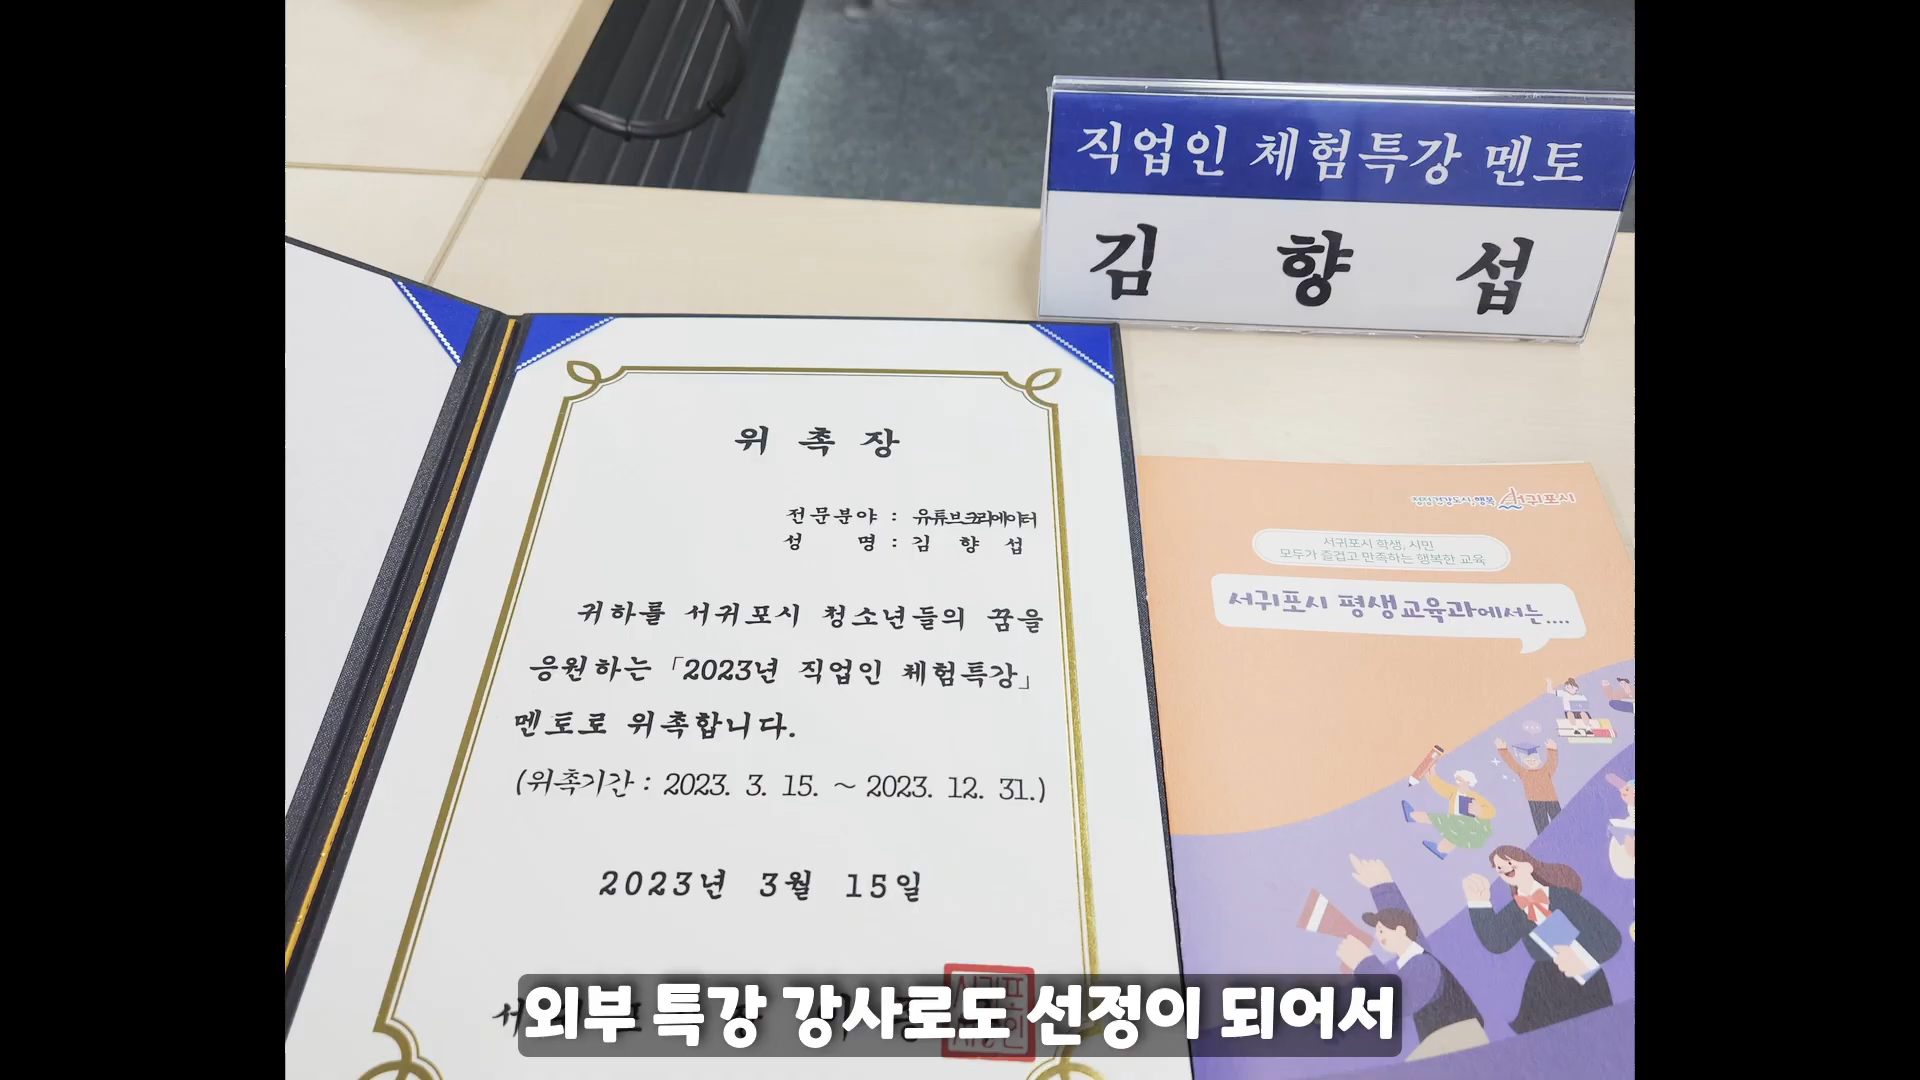 직업인 체험특강 멘토
김 향 섭
위 촉 장
전문분야 : 유튜브크리에이터
성 명 : 김 향 섭
귀하를 서귀포시 청소년들의 꿈을
응원하는 「2023년 직업인 체험특강」
멘토로 위촉합니다.
(위촉기간 : 2023. 3. 15. ~ 2023. 12. 31.)
2023년 3월 15일
서귀포시
서귀포시 학생, 시민
모두가 즐겁고 만족하는 행복한 교육
서귀포시 평생교육과에서는....
외부 특강 강사로도 선정이 되어서